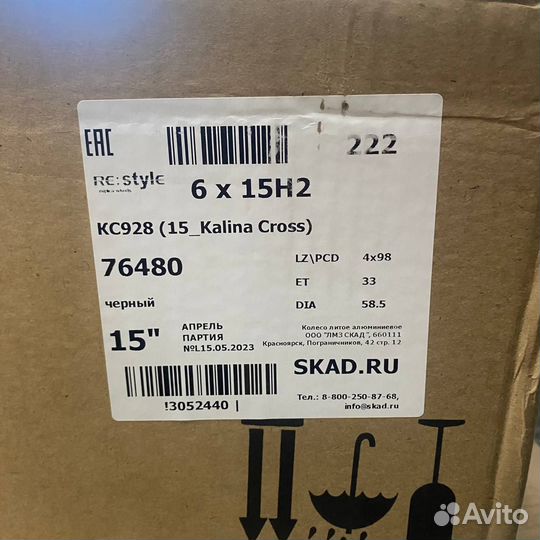 EAC
222
RE:style
6 x 15H2
КС928 (15_Kalina Cross)
76480
LZ\PCD 4x98
ET 33
черный
DIA 58.5
15"
АПРЕЛЬ
ПАРТИЯ
№L15.05.2023
Колесо литое алюминиевое
ООО "ЛМЗ СКАД", 660111
Красноярск, Пограничников, 42 стр. 12
SKAD.RU
!3052440 |
Тел.: 8-800-250-87-68,
info@skad.ru
Avito